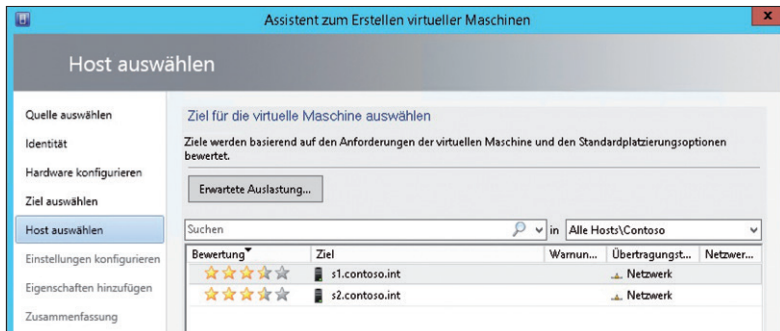 Assistent zum Erstellen virtueller Maschinen
Host auswählen
Quelle auswählen
Identität
Hardware konfigurieren
Ziel auswählen
Host auswählen
Einstellungen konfigurieren
Eigenschaften hinzufügen
Zusammenfassung
Ziel für die virtuelle Maschine auswählen
Ziele werden basierend auf den Anforderungen der virtuellen Maschine und den Standardplatzierungsoptionen
bewertet.
Erwartete Auslastung...
Suchen in Alle Hosts\Contoso
Bewertung Ziel Warnun... Übertragungst... Netzwer...
s1.contoso.int Netzwerk
s2.contoso.int Netzwerk